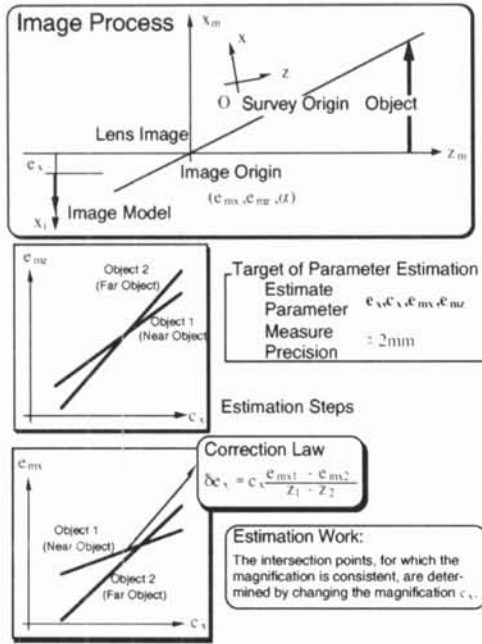 Image Process
x_m
x
z
O Survey Origin Object
Lens Image
e_x
z_m
Image Origin
(e_mx, e_mz, α)
Image Model
x_i
e_mz
Object 2
(Far Object)
Object 1
(Near Object
c_x
Target of Parameter Estimation
Estimate
Parameter e_x,c_x,e_mx,e_mz
Measure
Precision : 2mm
Estimation Steps
Correction Law
δe_x = c_x (e_mx1 - e_mx2) / (z_1 - z_2)
e_mx
Object 1
(Near Object)
Object 2
(Far Object)
c_x
Estimation Work:
The intersection points, for which the
magnification is consistent, are deter-
mined by changing the magnification c_x.